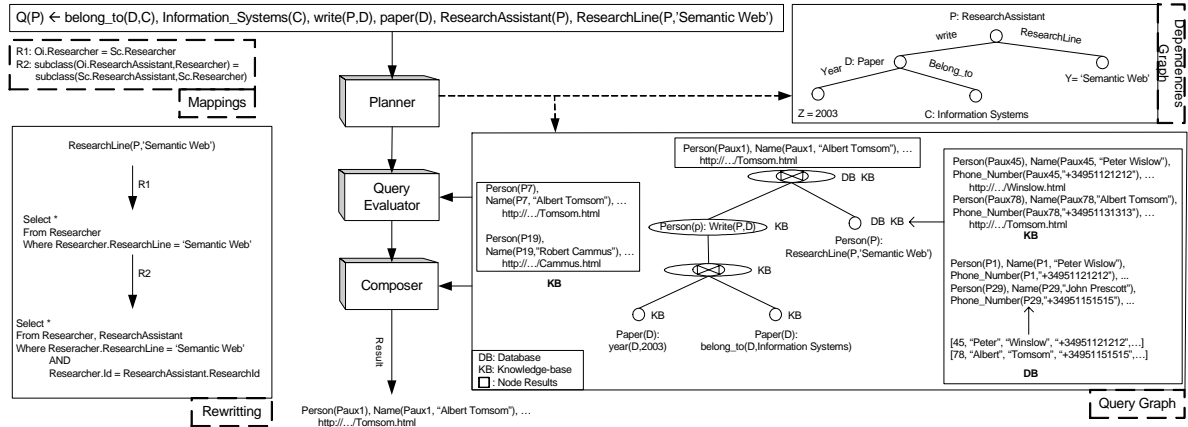 Q(P) ← belong_to(D,C), Information_Systems(C), write(P,D), paper(D), ResearchAssistant(P), ResearchLine(P,'Semantic Web')
R1: Oi.Researcher = Sc.Researcher
R2: subclass(Oi.ResearchAssistant,Researcher) =
subclass(Sc.ResearchAssistant,Sc.Researcher)
Mappings
Planner
Query
Evaluator
Composer
Result
Person(Paux1), Name(Paux1, “Albert Tomsom”), …
http://…/Tomsom.html
P: ResearchAssistant
write
ResearchLine
D: Paper
Year
Belong_to
Y= ‘Semantic Web’
Z = 2003
C: Information Systems
Dependencies
Graph
ResearchLine(P,'Semantic Web')
R1
Select *
From Researcher
Where Researcher.ResearchLine = ‘Semantic Web’
R2
Select *
From Researcher, ResearchAssistant
Where Reseracher.ResearchLine = ‘Semantic Web’
AND
Researcher.Id = ResearchAssistant.ResearchId
Rewritting
Person(P7),
Name(P7, “Albert Tomsom”), …
http://…/Tomsom.html
Person(P19),
Name(P19,”Robert Cammus”), …
http://…/Cammus.html
KB
Person(Paux1), Name(Paux1, “Albert Tomsom”), …
http://…/Tomsom.html
DB KB
Person(p): Write(P,D)
KB
DB KB
Person(P):
ResearchLine(P,'Semantic Web')
KB
KB
KB
Paper(D):
year(D,2003)
Paper(D):
belong_to(D,Information Systems)
DB: Database
KB: Knowledge-base
: Node Results
Person(Paux45), Name(Paux45, “Peter Wislow”),
Phone_Number(Paux45,”+34951121212”), …
http://…/Winslow.html
Person(Paux78), Name(Paux78,”Albert Tomsom”),
Phone_Number(Paux78,”+34951131313”), …
http://…/Tomsom.html
KB
Person(P1), Name(P1, “Peter Wislow”),
Phone_Number(P1,”+34951121212”), …
Person(P29), Name(P29,”John Prescott”),
Phone_Number(P29,”+34951151515”), ...
[45, “Peter”, “Winslow”, “+34951121212”,…]
[78, “Albert”, “Tomsom”, “+34951151515”,…]
DB
Query Graph